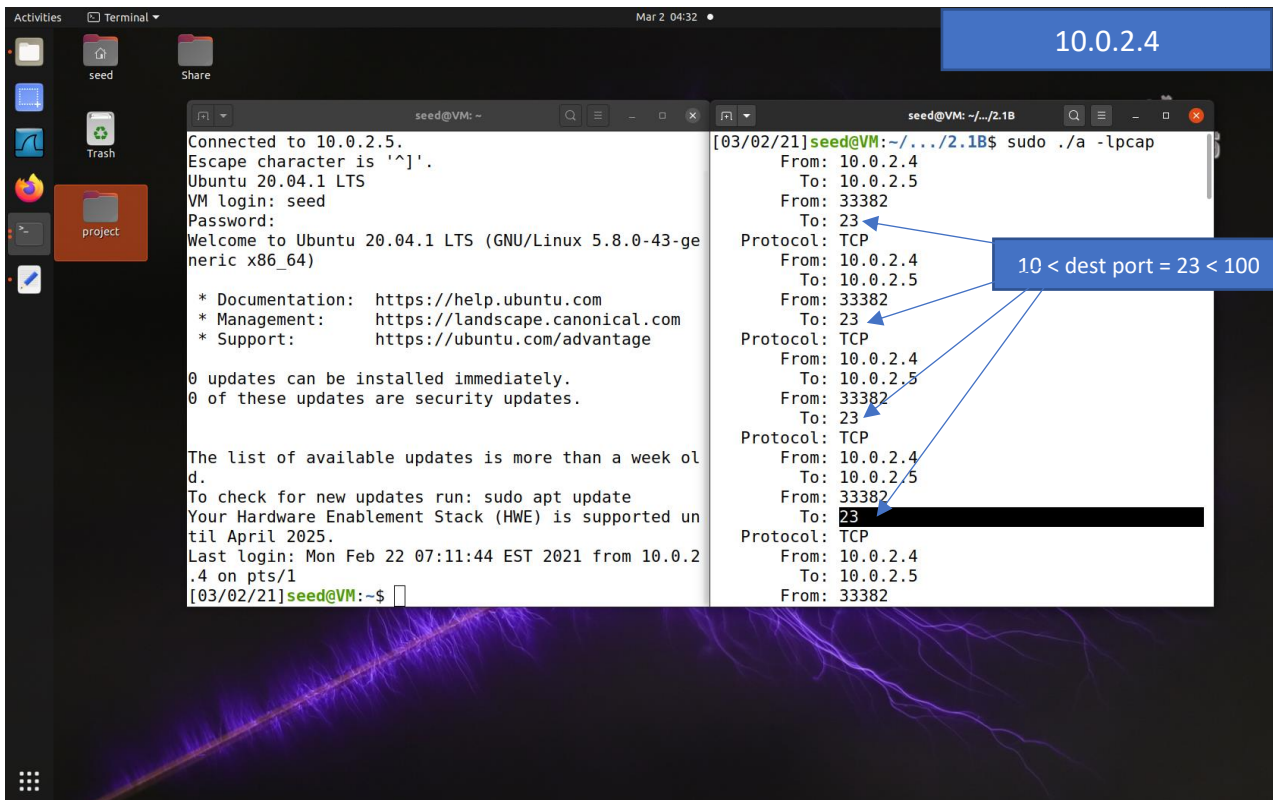 Activities
Terminal
Mar 2 04:32
10.0.2.4
seed
Share
Trash
project
seed@VM: ~
Connected to 10.0.2.5.
Escape character is '^]'.
Ubuntu 20.04.1 LTS
VM login: seed
Password:
Welcome to Ubuntu 20.04.1 LTS (GNU/Linux 5.8.0-43-ge
neric x86_64)
* Documentation: https://help.ubuntu.com
* Management: https://landscape.canonical.com
* Support: https://ubuntu.com/advantage
0 updates can be installed immediately.
0 of these updates are security updates.
The list of available updates is more than a week ol
d.
To check for new updates run: sudo apt update
Your Hardware Enablement Stack (HWE) is supported un
til April 2025.
Last login: Mon Feb 22 07:11:44 EST 2021 from 10.0.2
.4 on pts/1
[03/02/21]seed@VM:~$
seed@VM: ~/.../2.1B
[03/02/21]seed@VM:~/.../2.1B$ sudo ./a -lpcap
From: 10.0.2.4
To: 10.0.2.5
From: 33382
To: 23
Protocol: TCP
From: 10.0.2.4
To: 10.0.2.5
From: 33382
To: 23
Protocol: TCP
From: 10.0.2.4
To: 10.0.2.5
From: 33382
To: 23
Protocol: TCP
From: 10.0.2.4
To: 10.0.2.5
From: 33382
To: 23
Protocol: TCP
From: 10.0.2.4
To: 10.0.2.5
From: 33382
10 < dest port = 23 < 100